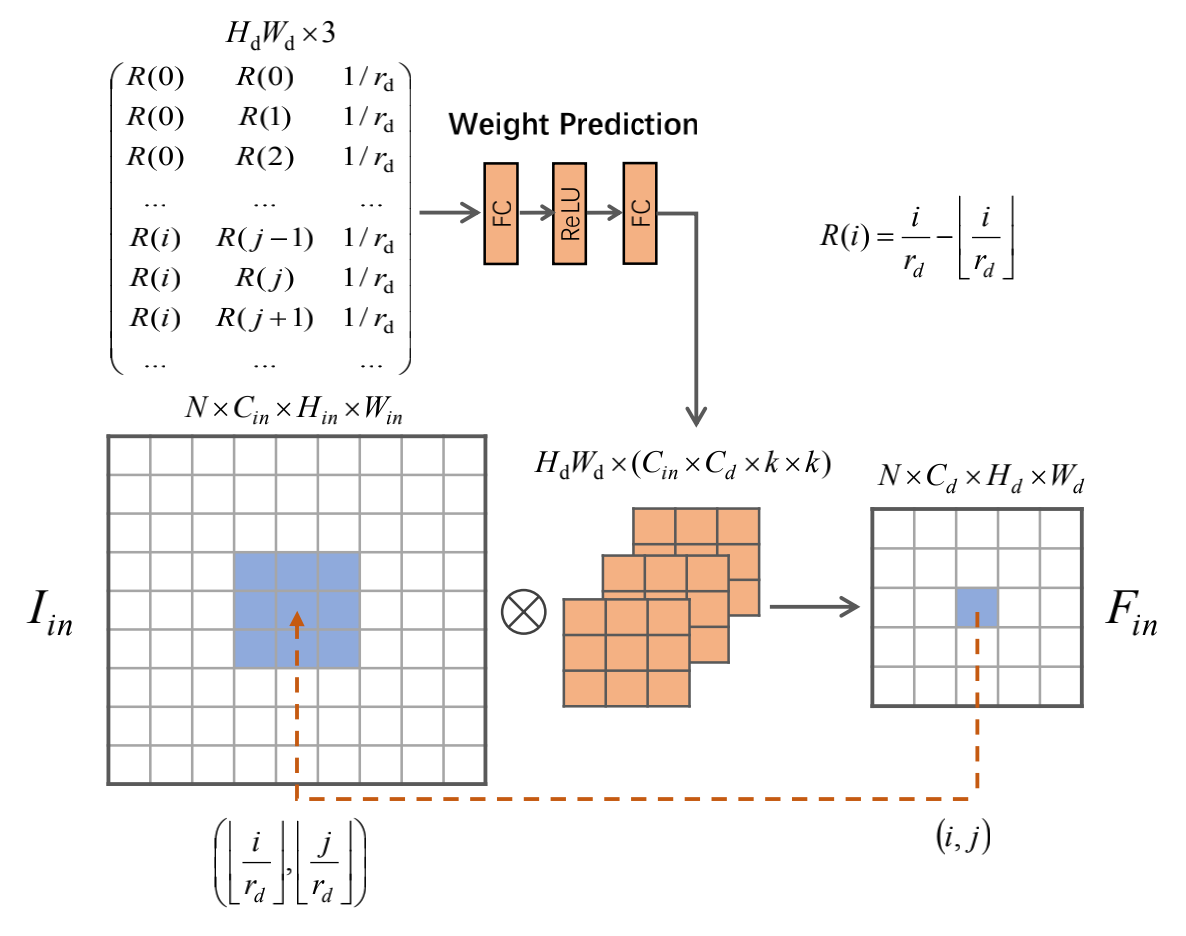 H_d W_d × 3
R(0) R(0) 1/r_d
R(0) R(1) 1/r_d
R(0) R(2) 1/r_d
... ... ...
R(i) R(j−1) 1/r_d
R(i) R(j) 1/r_d
R(i) R(j+1) 1/r_d
... ... ...
Weight Prediction
FC
ReLU
FC
R(i) = i/r_d − ⌊i/r_d⌋
N × C_in × H_in × W_in
H_d W_d × (C_in × C_d × k × k)
N × C_d × H_d × W_d
I_in
⊗
F_in
(⌊i/r_d⌋, ⌊j/r_d⌋)
(i, j)